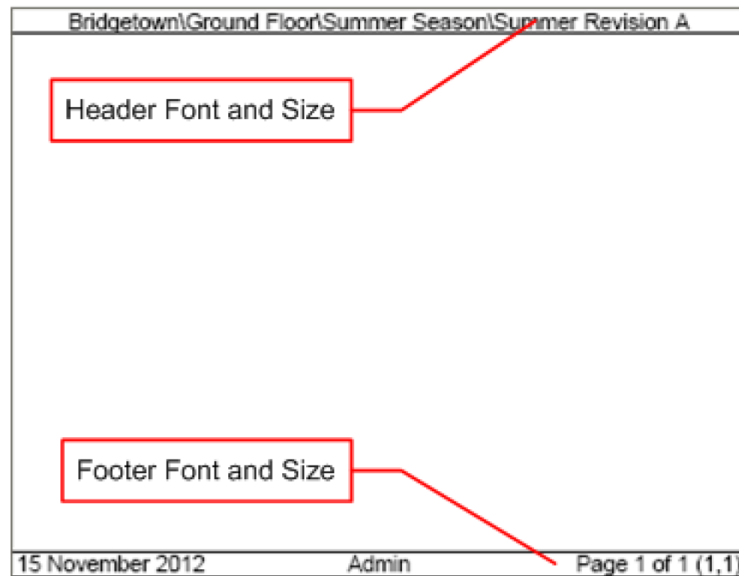 Bridgetown\Ground Floor\Summer Season\Summer Revision A
Header Font and Size
Footer Font and Size
15 November 2012 Admin Page 1 of 1 (1,1)